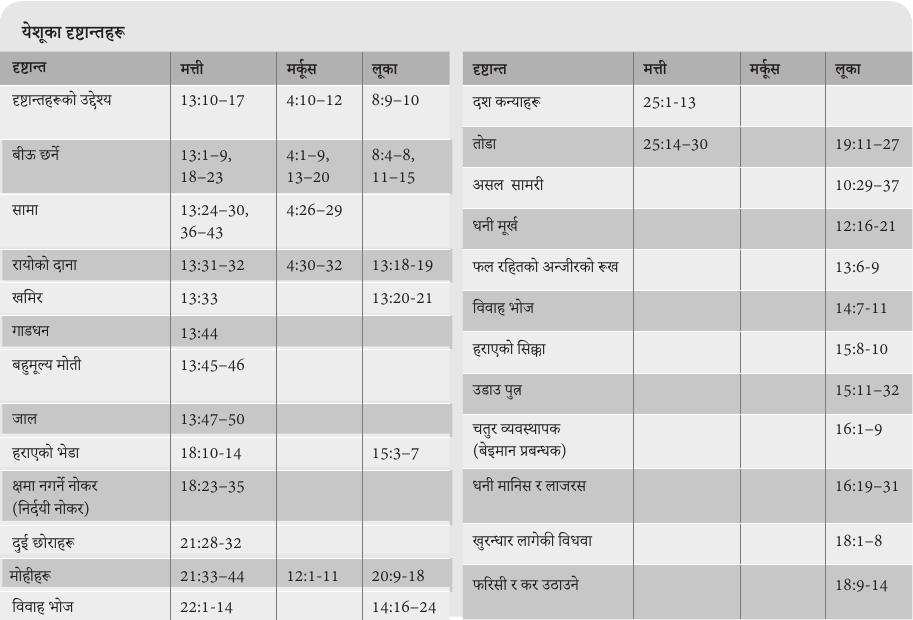 येशूका दृष्टान्तहरू
दृष्टान्त मत्ती मर्कूस लूका
दृष्टान्तहरूको उद्देश्य 13:10–17 4:10–12 8:9–10
बीऊ छर्ने 13:1–9, 4:1–9, 8:4–8,
18–23 13–20 11–15
सामा 13:24–30, 4:26–29
36–43
रायोको दाना 13:31–32 4:30–32 13:18-19
खमिर 13:33 13:20-21
गाडधन 13:44
बहुमूल्य मोती 13:45–46
जाल 13:47–50
हराएको भेडा 18:10-14 15:3–7
क्षमा नगर्ने नोकर 18:23–35
(निर्दयी नोकर)
दुई छोराहरू 21:28-32
मोहीहरू 21:33–44 12:1-11 20:9-18
विवाह भोज 22:1-14 14:16–24
दृष्टान्त मत्ती मर्कूस लूका
दश कन्याहरू 25:1-13
तोडा 25:14–30 19:11–27
असल सामरी 10:29–37
धनी मूर्ख 12:16-21
फल रहितको अन्जीरको रूख 13:6-9
विवाह भोज 14:7-11
हराएको सिक्का 15:8-10
उडाउ पुत्र 15:11–32
चतुर व्यवस्थापक 16:1–9
(बेइमान प्रबन्धक)
धनी मानिस र लाजरस 16:19–31
खुरन्धार लागेकी विधवा 18:1–8
फरिसी र कर उठाउने 18:9-14